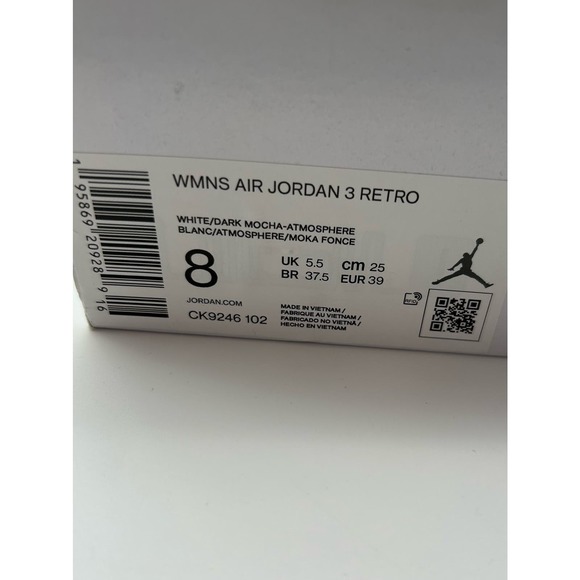 WMNS AIR JORDAN 3 RETRO
WHITE/DARK MOCHA-ATMOSPHERE
BLANC/ATMOSPHERE/MOKA FONCE
8
UK 5.5 cm 25
BR 37.5 EUR 39
JORDAN.COM
CK9246 102
MADE IN VIETNAM/
FABRIQUE AU VIETNAM/
FABRICADO NO VIETNÃ/
HECHO EN VIETNAM
RFID
1 95869 20928 9 16